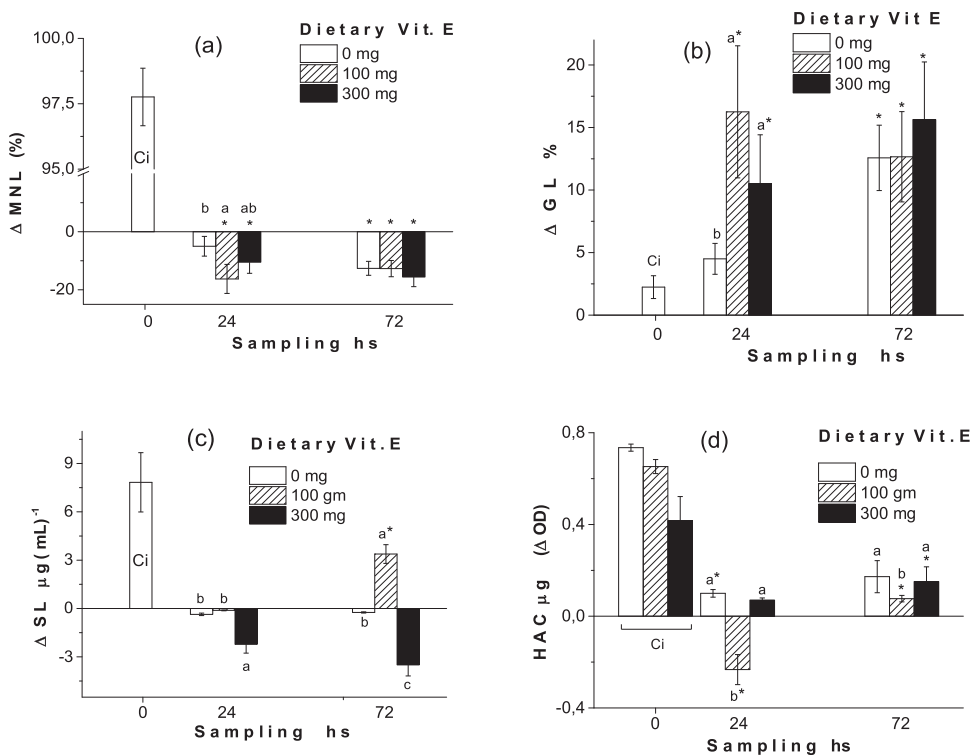 Dietary Vit. E
0 mg
100 mg
300 mg
(a)
100,0
97,5
95,0
0
-20
Δ MNL (%)
Ci
b a ab
* *
* * *
0 24 72
Sampling hs
Dietary Vit E
0 mg
100 mg
300 mg
(b)
20
15
10
5
0
Δ GL %
Ci
b
a*
a*
* * *
0 24 72
Sampling hs
(c)
Dietary Vit.E
0 mg
100 gm
300 mg
9
6
3
0
-3
Δ SL µg(mL)⁻¹
Ci
b b
a
b
a*
c
0 24 72
Sampling hs
(d)
Dietary Vit.E
0 mg
100 gm
300 mg
0,8
0,4
0,0
-0,4
HAC µg (Δ OD)
Ci
a*
b*
a
a
b
*
a
*
0 24 72
Sampling hs